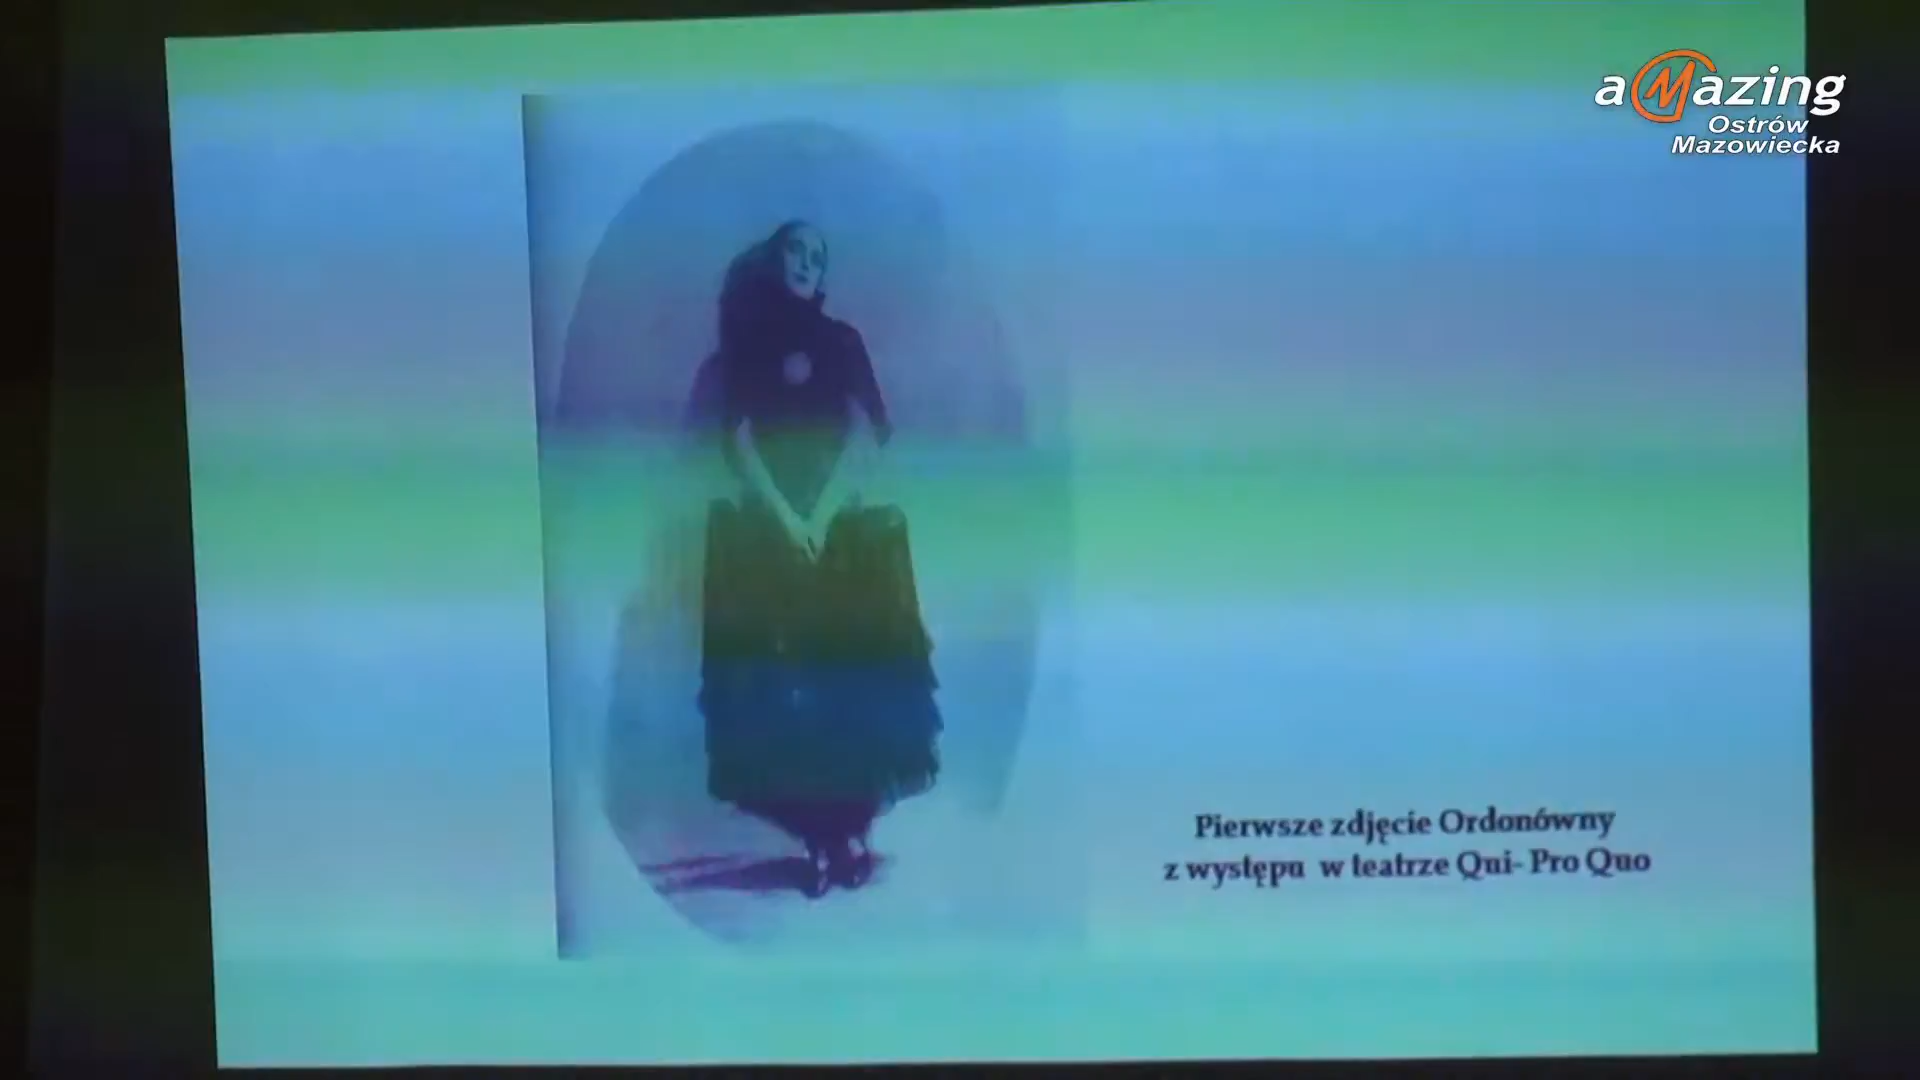 aMazing
Ostrów
Mazowiecka
Pierwsze zdjęcie Ordonówny
z występu w teatrze Qui- Pro Quo